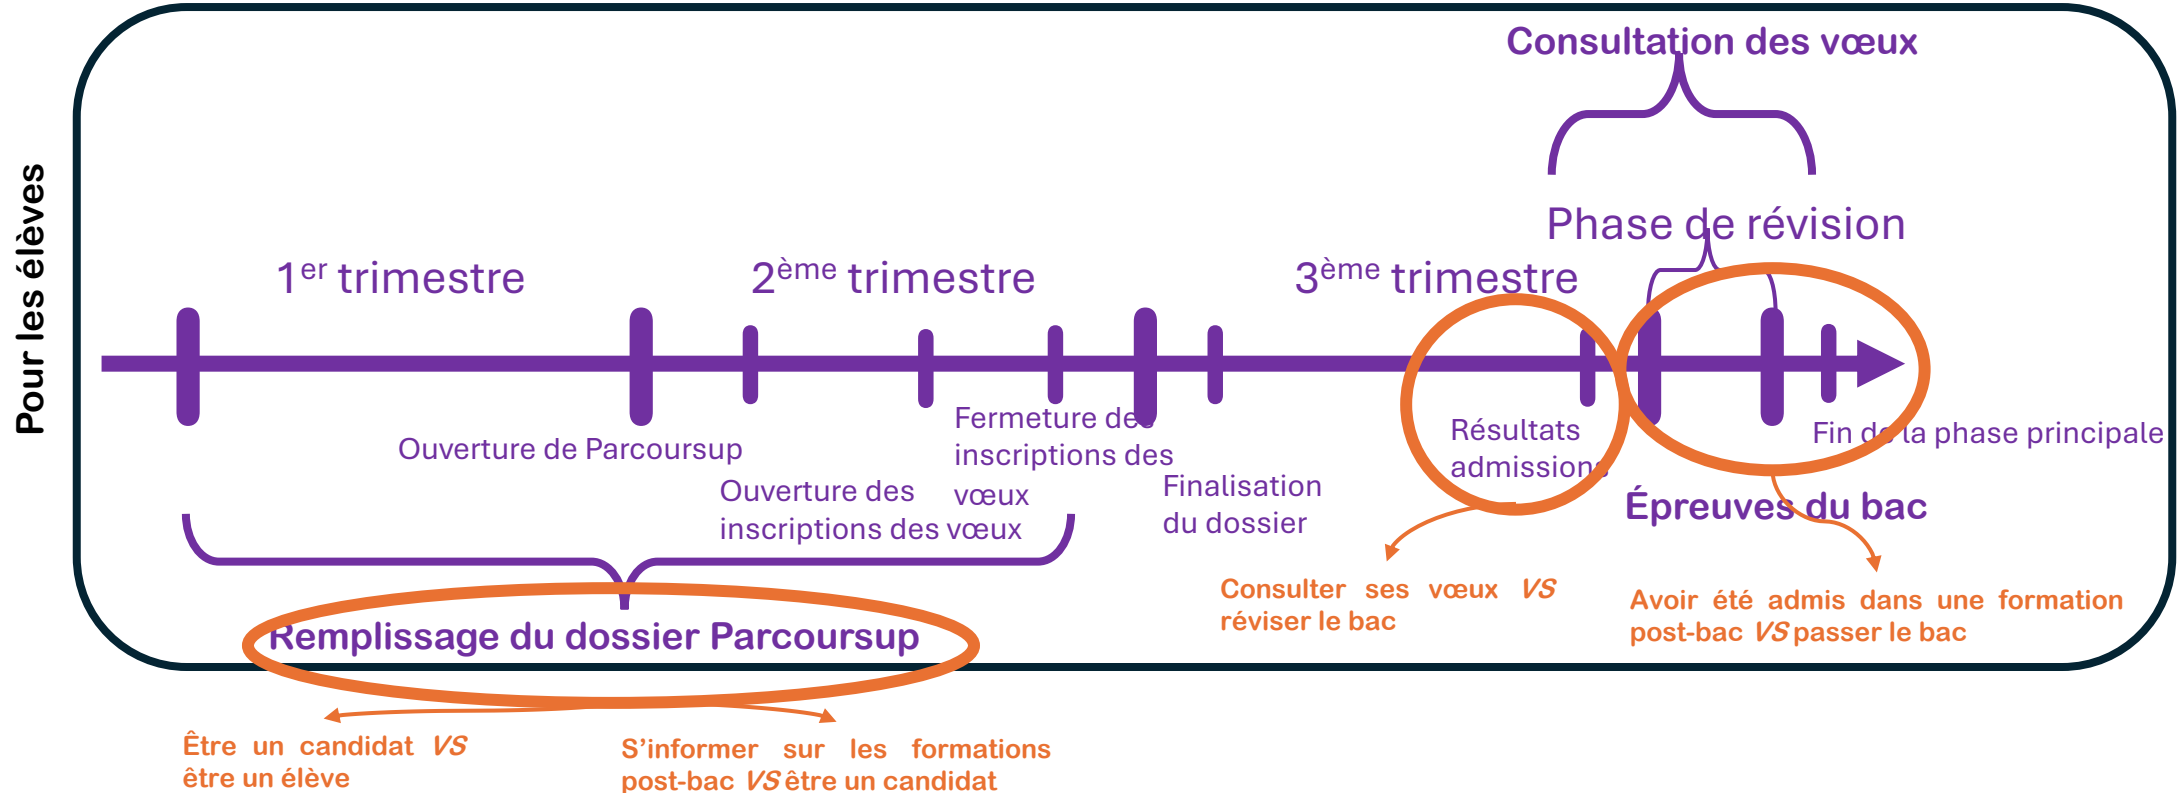 Pour les élèves
Consultation des vœux
Phase de révision
1er trimestre
2ème trimestre
3ème trimestre
Ouverture de Parcoursup
Ouverture des
inscriptions des vœux
Fermeture des
inscriptions des
vœux
Finalisation
du dossier
Résultats
admissions
Fin de la phase principale
Épreuves du bac
Remplissage du dossier Parcoursup
Consulter ses vœux VS
réviser le bac
Avoir été admis dans une formation
post-bac VS passer le bac
Être un candidat VS
être un élève
S’informer sur les formations
post-bac VS être un candidat